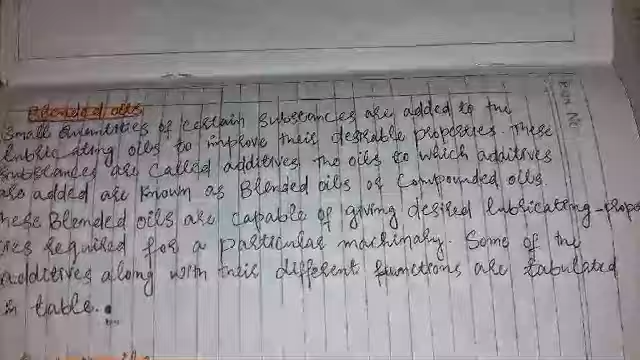 Blended oils
Small Quantities of certain substances are added to the
lubricating oils to improve their desirable properties. These
substances are called additives the oils to which additives
are added are known as Blended oils of Compounded oils.
hese Blended oils are capable of giving desired lubricating-prope
ies required for a particular machinary. Some of the
additives along with their different functions are tabulated
in table.